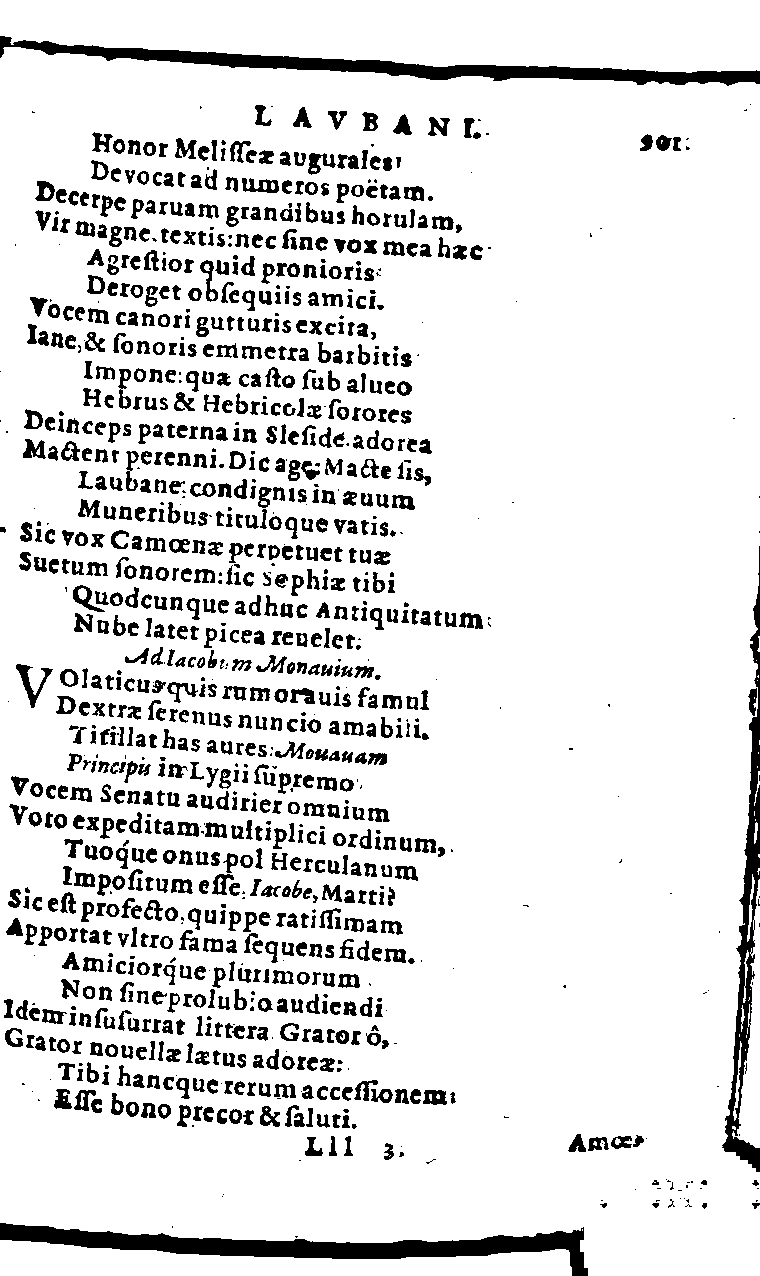 LAVBANI. 901.
Honor Melisseæ augurales
Devocat ad numeros poëtam.
Decerpe paruam grandibus horulam,
Vir magne, textis: nec sine vox mea hæc
Agrestior quid pronioris
Deroget obsequiis amici.
Vocem canori gutturis excita,
Iane, & sonoris emmetra barbitis
Impone: quæ casto sub alueo
Hebrus & Hebricolæ sorores
Deinceps paterna in Sleside adorea
Mactent perenni. Dic age: Macte sis,
Laubane: condignis in æuum
Muneribus tituloque vatis.
Sic vox Camœnæ perpetuet tuæ
Suetum sonorem: sic Sophiæ tibi
Quodcunque adhuc Antiquitatum
Nube latet picea reuelet.
Ad Iacobum Monauium.
VOlaticus quis rumor auis famul
Dextræ serenus nuncio amabili.
Titillat has aures: Monauam
Principis in Lygii supremo
Vocem Senatu audirier omnium
Voto expeditam multiplici ordinum,
Tuoq́ue onus pol Herculanum
Impositum esse, Iacobe, Marti?
Sic est profecto, quippe ratissimam
Apportat vltro fama sequens fidem.
Amiciorq́ue plurimorum
Non sine prolubio audiendi
Idem insusurrat littera. Grator ô,
Grator nouellæ lætus adoreæ:
Tibi hancque rerum accessionem
Esse bono precor & saluti.
Lll 3. Amœ-